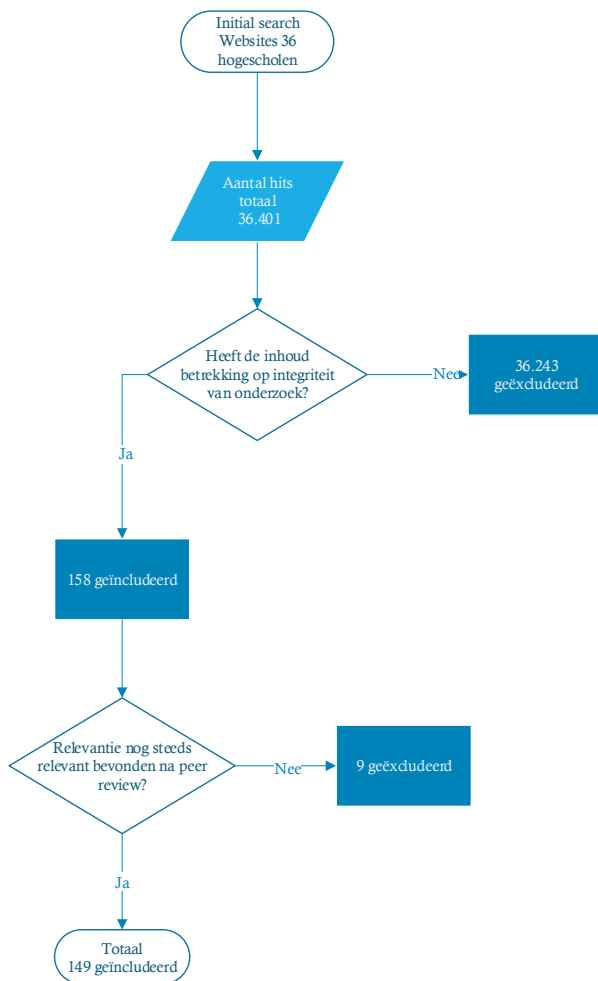 Initial search
Websites 36
hogescholen
Aantal hits
totaal
36.401
Heeft de inhoud
betrekking op integriteit
van onderzoek?
Nee
36.243
geëxcludeerd
Ja
158 geïncludeerd
Relevantie nog steeds
relevant bevonden na peer
review?
Nee
9 geëxcludeerd
Ja
Totaal
149 geïncludeerd